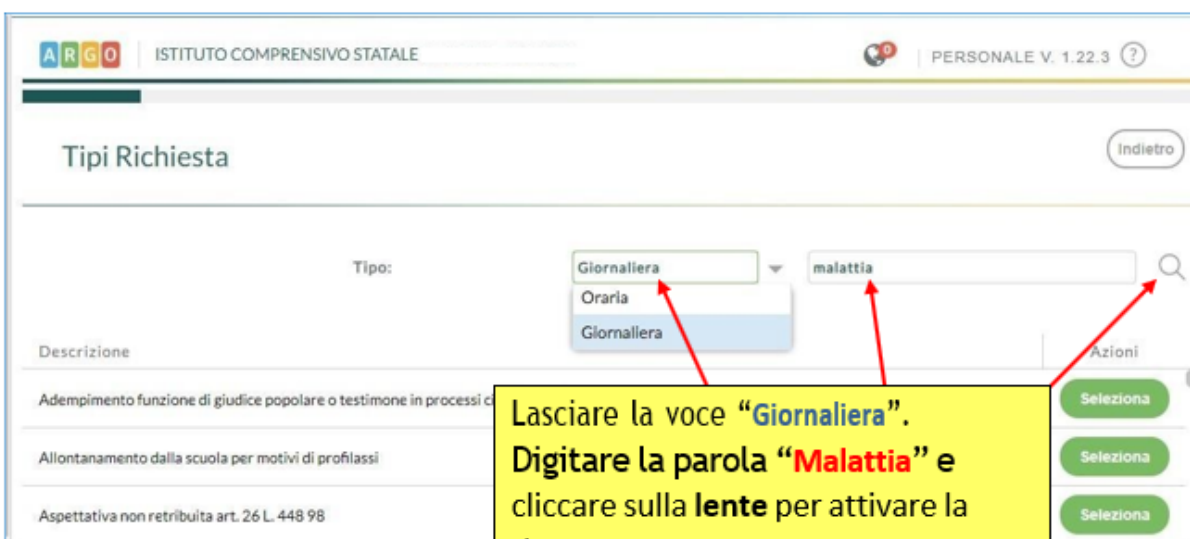 ARGO ISTITUTO COMPRENSIVO STATALE 0 PERSONALE V. 1.22.3 ?
Tipi Richiesta Indietro
Tipo: Giornaliera malattia
Oraria
Giornaliera
Descrizione Azioni
Adempimento funzione di giudice popolare o testimone in processi ci Seleziona
Allontanamento dalla scuola per motivi di profilassi Seleziona
Aspettativa non retribuita art. 26 L. 448 98 Seleziona
Lasciare la voce “Giornaliera”.
Digitare la parola “Malattia” e
cliccare sulla lente per attivare la